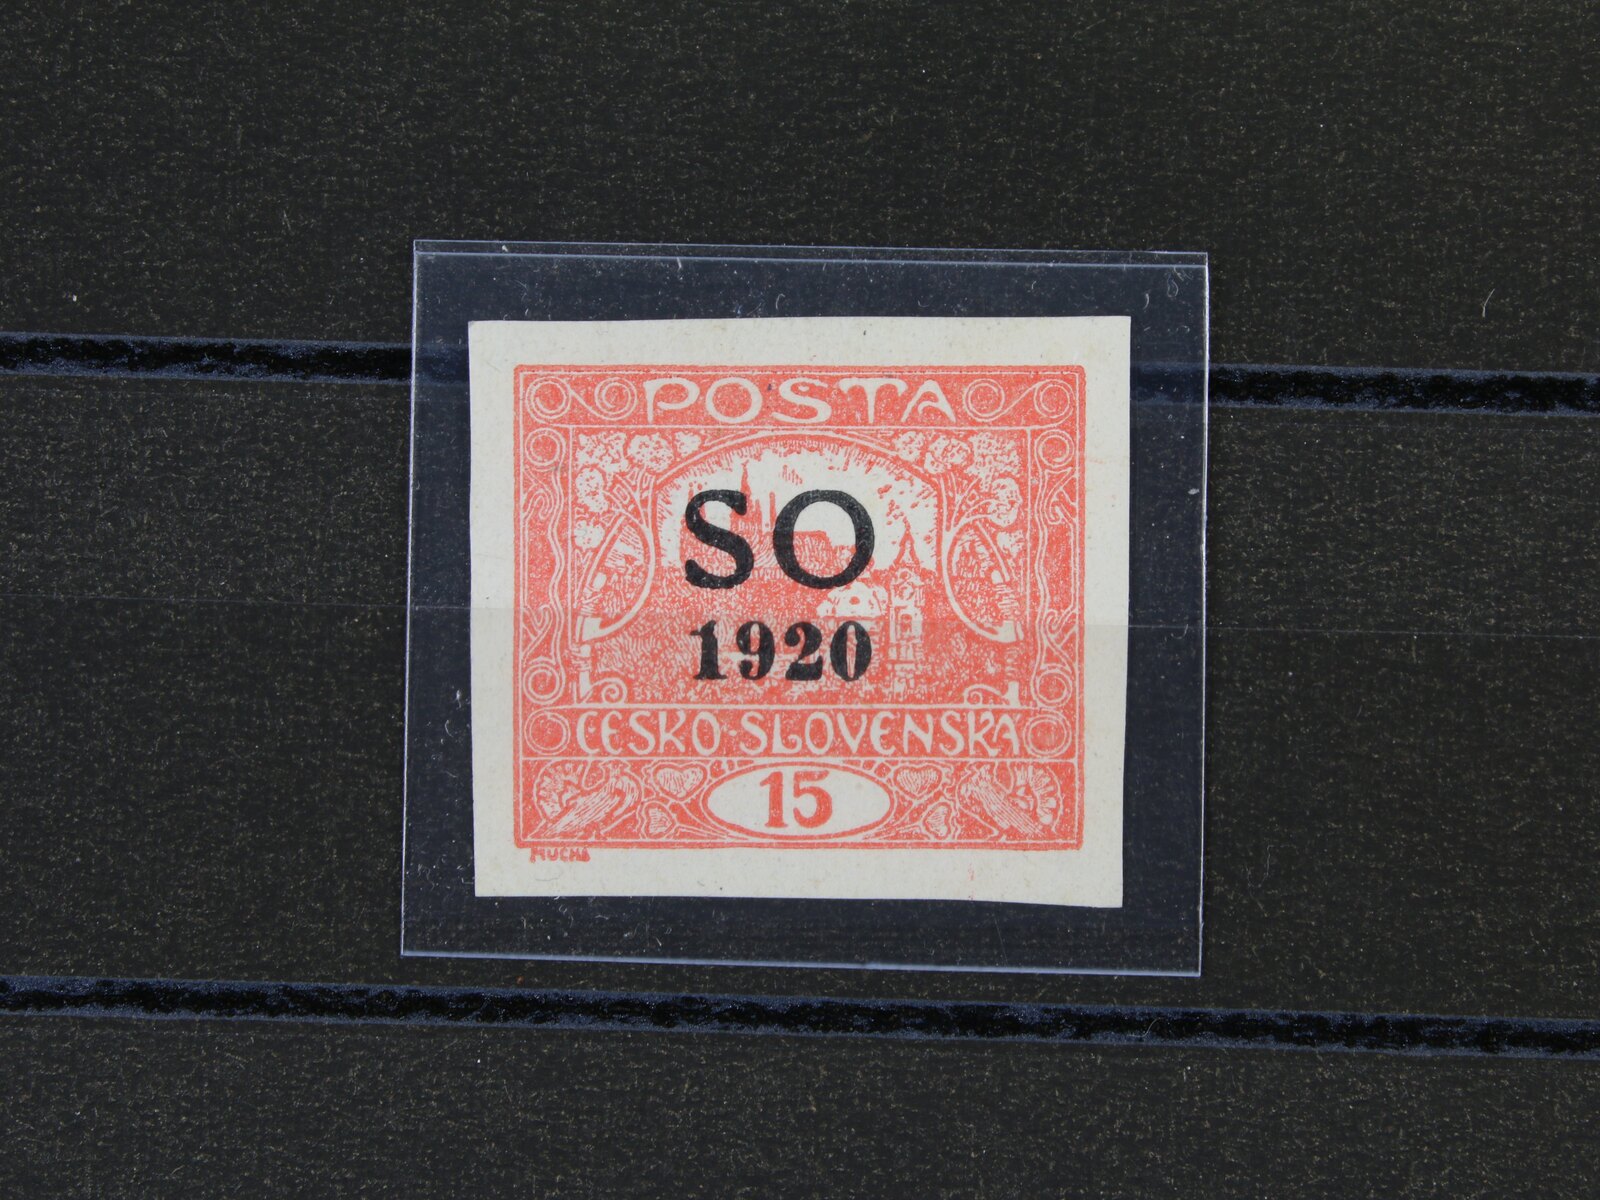 POSTA
SO
1920
ČESKO-SLOVENSKÁ
15
MUCHA